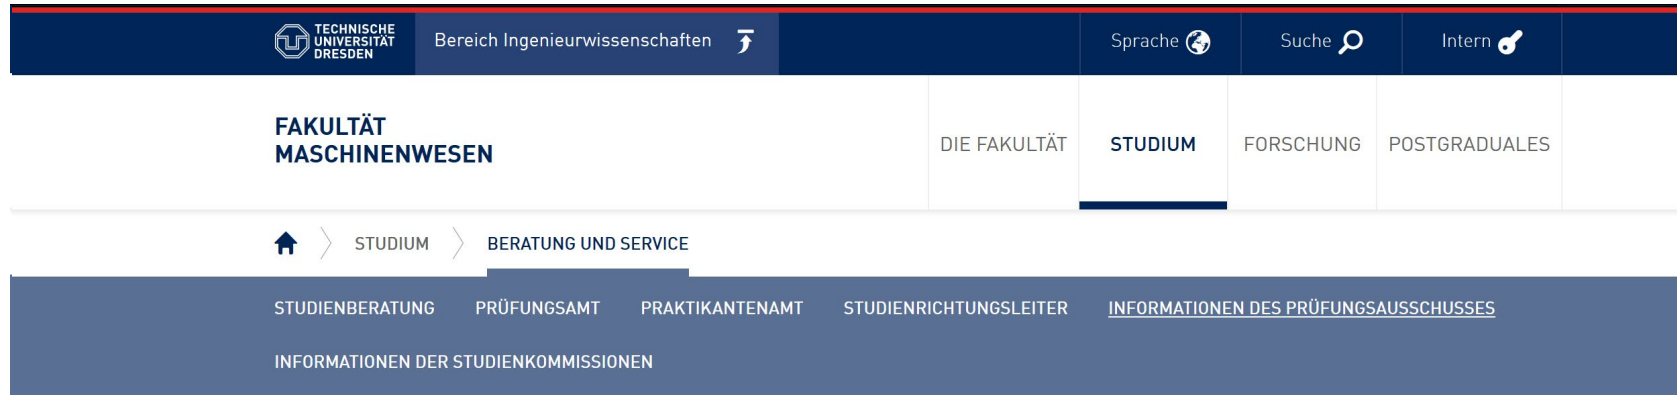 TECHNISCHE
UNIVERSITÄT
DRESDEN
Bereich Ingenieurwissenschaften
Sprache
Suche
Intern
FAKULTÄT
MASCHINENWESEN
DIE FAKULTÄT
STUDIUM
FORSCHUNG
POSTGRADUALES
STUDIUM
BERATUNG UND SERVICE
STUDIENBERATUNG
PRÜFUNGSAMT
PRAKTIKANTENAMT
STUDIENRICHTUNGSLEITER
INFORMATIONEN DES PRÜFUNGSAUSSCHUSSES
INFORMATIONEN DER STUDIENKOMMISSIONEN